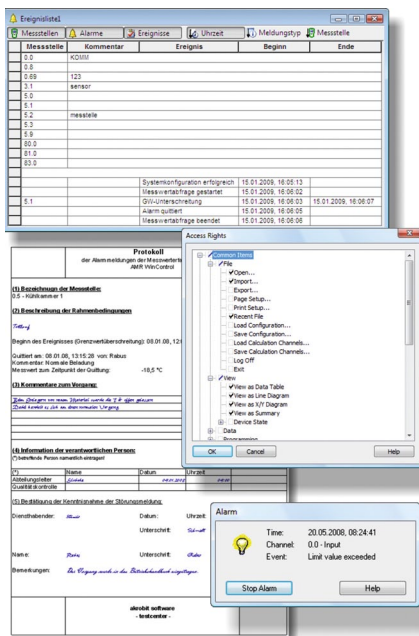 Ereignisliste1
Messstellen Alarme Ereignisse Uhrzeit Meldungstyp Messstelle
Messstelle Kommentar Ereignis Beginn Ende
0.0 KOMM
0.6
0.69 123
3.1 sensor
5.0
5.1
5.2 messtelle
5.3
5.9
80.0
81.0
83.0
Systemkonfiguration erfolgreich 15.01.2009, 16:05:13
Messwertabfrage gestartet 15.01.2009, 16:06:02
5.1 GW-Unterschreitung 15.01.2009, 16:06:03 15.01.2009, 16:06:07
Alarm quittiert 15.01.2009, 16:06:05
Messwertabfrage beendet 15.01.2009, 16:06:06
Protokoll
der Alarmmeldungen der Messwerterfa
AMR WinControl
(1) Bezeichnugn der Messstelle:
0.5 - Kühlkammer 1
(2) Beschreibung der Rahmenbedingungen
Beginn des Ereignisses (Grenzwertüberschreitung): 08.01.08, 12:
Quittiert am: 08.01.08, 13:15:28 von: Rabus
Kommentar: Normale Beladung
Messwert zum Zeitpunkt der Quittung: -18,5 °C
(3) Kommentare zum Vorgang:
(4) Information der verantwortlichen Person:
(*) betreffende Person namentlich eintragen!
(*) Name Datum Uhrzeit
Abteilungsleiter
Qualitätskontrolle
(5) Bestätigung der Kenntnisnahme der Störungsmeldung:
Diensthabender: Datum: Uhrzeit:
Unterschrift:
Name: Unterschrift:
Bemerkungen:
akrobit software
- testcenter -
Access Rights
Common Items
File
Open...
Import...
Export...
Page Setup...
Print Setup...
Recent File
Load Configuration...
Save Configuration...
Load Calculation Channels...
Save Calculation Channels...
Log Off
Exit
View
View as Data Table
View as Line Diagram
View as X/Y Diagram
View as Summary
Device State
Data
Programming
OK Cancel Help
Alarm
Time: 20.05.2008, 08:24:41
Channel: 0.0 - Input
Event: Limit value exceeded
Stop Alarm Help